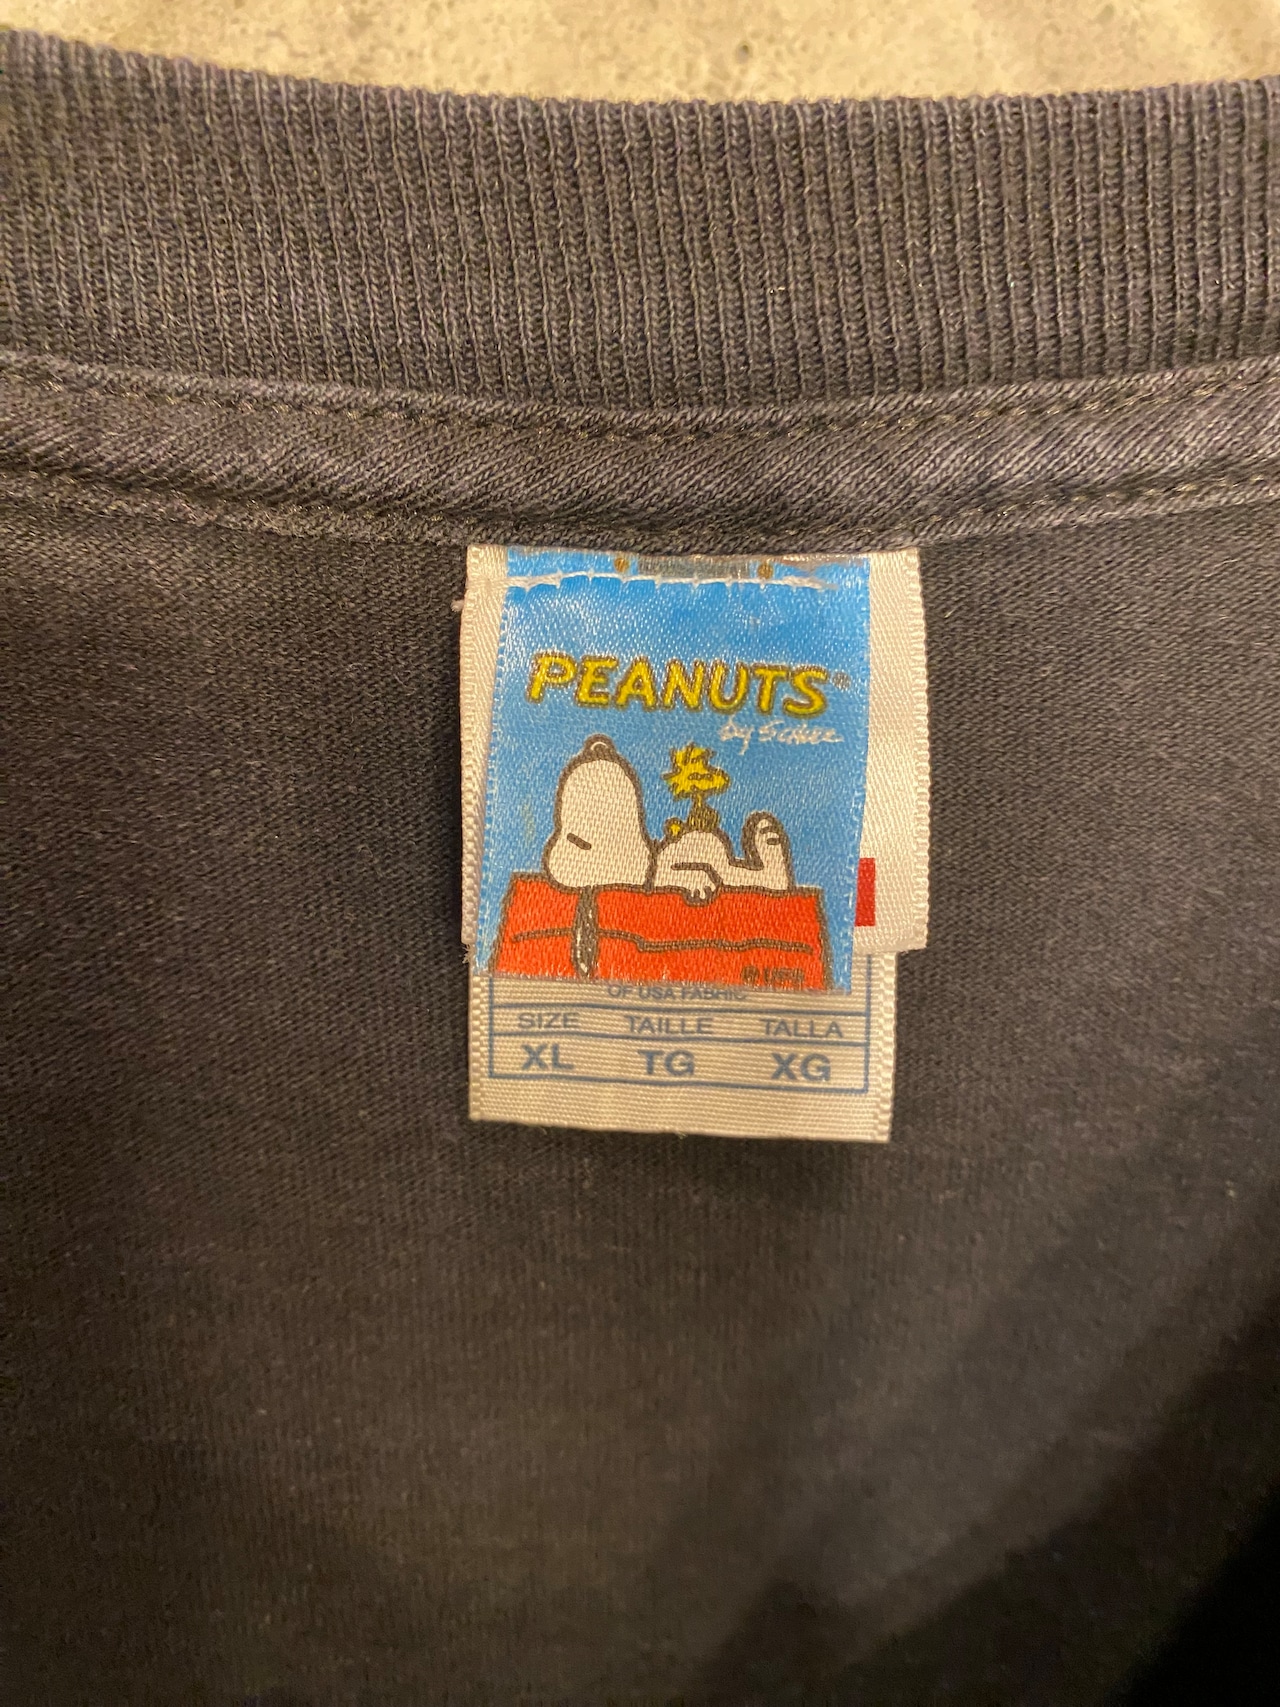 PEANUTS®
by Schulz
OF USA FABRIC
SIZE TAILLE TALLA
XL TG XG